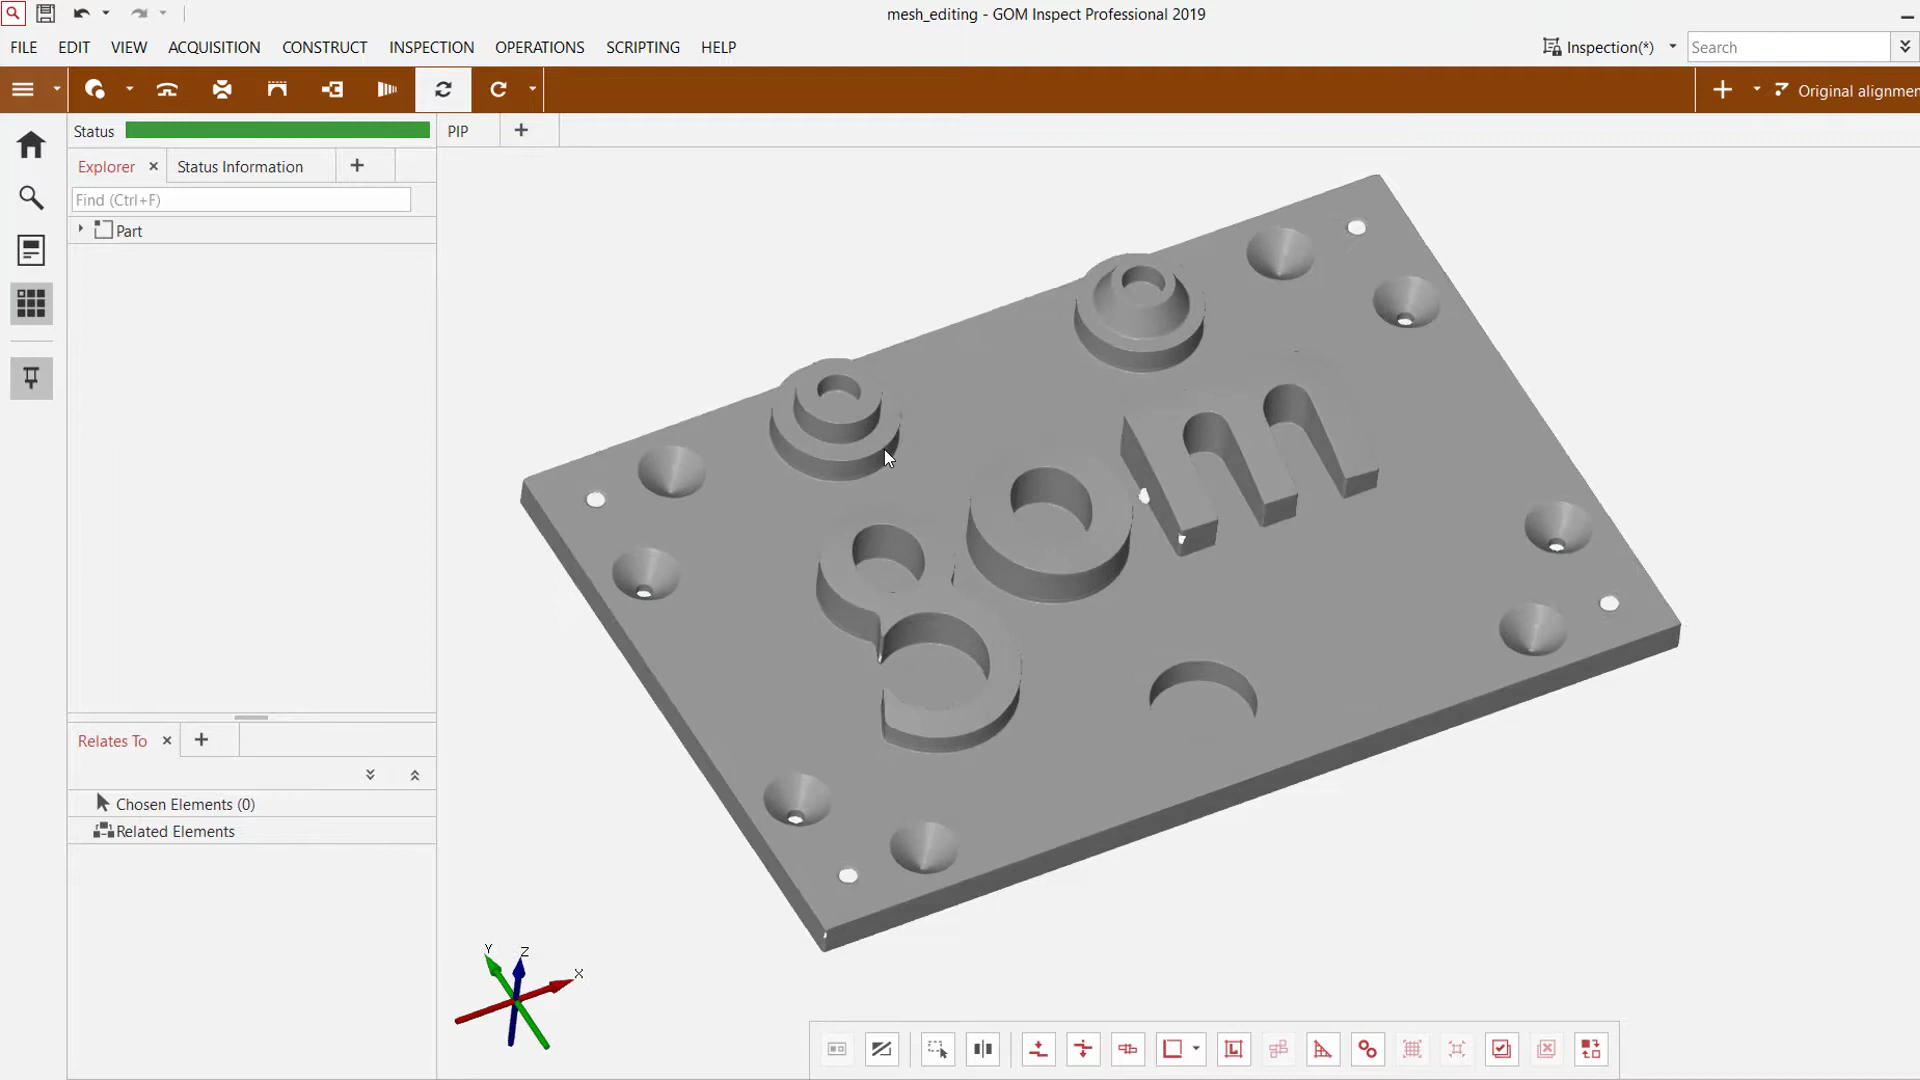 mesh_editing - GOM Inspect Professional 2019
FILE EDIT VIEW ACQUISITION CONSTRUCT INSPECTION OPERATIONS SCRIPTING HELP
Inspection(*)
Search
Original alignmen
Status
PIP
Explorer
Status Information
Find (Ctrl+F)
Part
gom
Relates To
Chosen Elements (0)
Related Elements
Y Z X